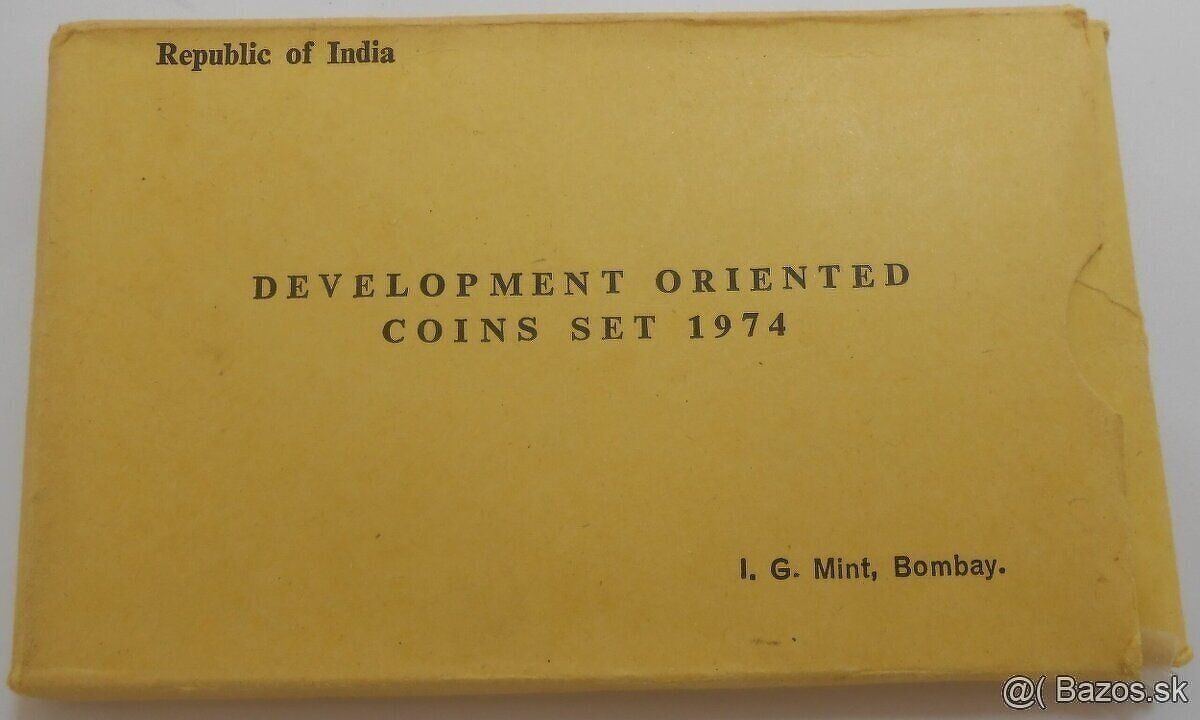 Republic of India
DEVELOPMENT ORIENTED
COINS SET 1974
I. G. Mint, Bombay.
@( Bazos.sk